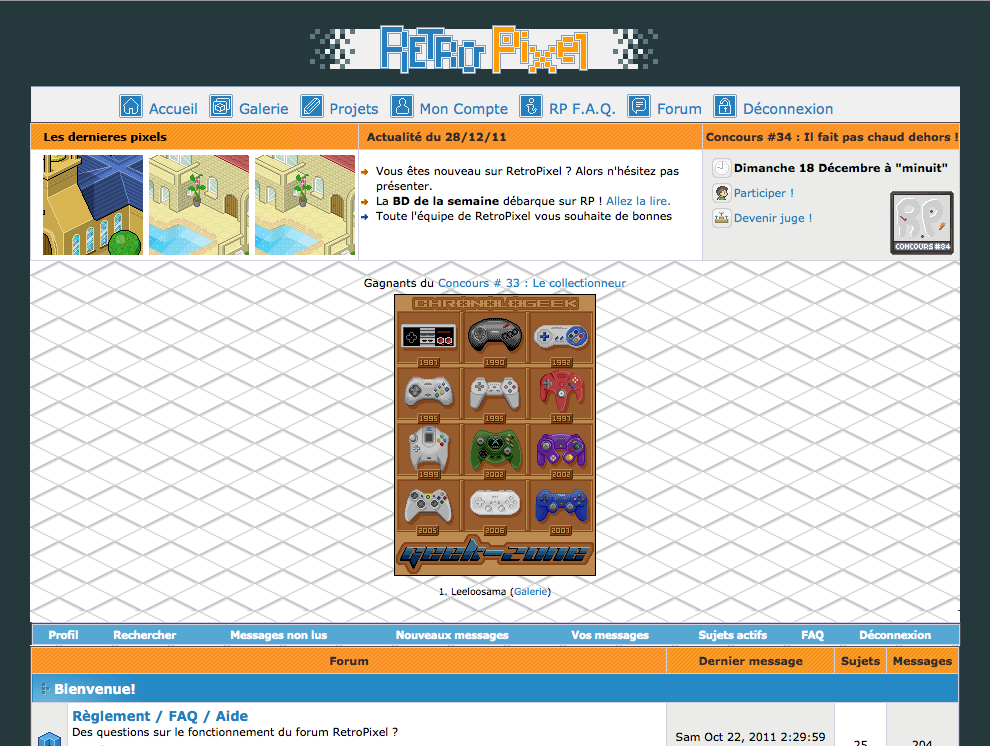 RETRO PIXEL
Accueil Galerie Projets Mon Compte RP F.A.Q. Forum Déconnexion
Les dernieres pixels
Actualité du 28/12/11
Concours #34 : Il fait pas chaud dehors !
Vous êtes nouveau sur RetroPixel ? Alors n'hésitez pas
présenter.
La BD de la semaine débarque sur RP ! Allez la lire.
Toute l'équipe de RetroPixel vous souhaite de bonnes
Dimanche 18 Décembre à "minuit"
Participer !
Devenir juge !
RP
CONCOURS #34
Gagnants du Concours # 33 : Le collectionneur
CHRONOLOGEEK
1987 1990 1992
1995 1995 1997
1999 2002 2002
2005 2006 2007
GEEK-ZONE
1. Leeloosama (Galerie)
Profil Rechercher Messages non lus Nouveaux messages Vos messages Sujets actifs FAQ Déconnexion
Forum Dernier message Sujets Messages
Bienvenue!
Règlement / FAQ / Aide
Des questions sur le fonctionnement du forum RetroPixel ?
Sam Oct 22, 2011 2:29:59
25
204